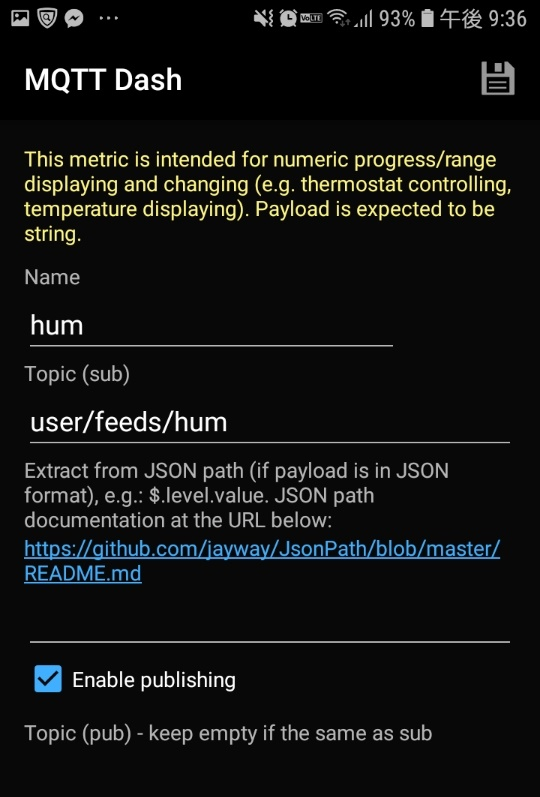 VoLTE 93% 午後 9:36
MQTT Dash
This metric is intended for numeric progress/range
displaying and changing (e.g. thermostat controlling,
temperature displaying). Payload is expected to be
string.
Name
hum
Topic (sub)
user/feeds/hum
Extract from JSON path (if payload is in JSON
format), e.g.: $.level.value. JSON path
documentation at the URL below:
https://github.com/jayway/JsonPath/blob/master/
README.md
Enable publishing
Topic (pub) - keep empty if the same as sub